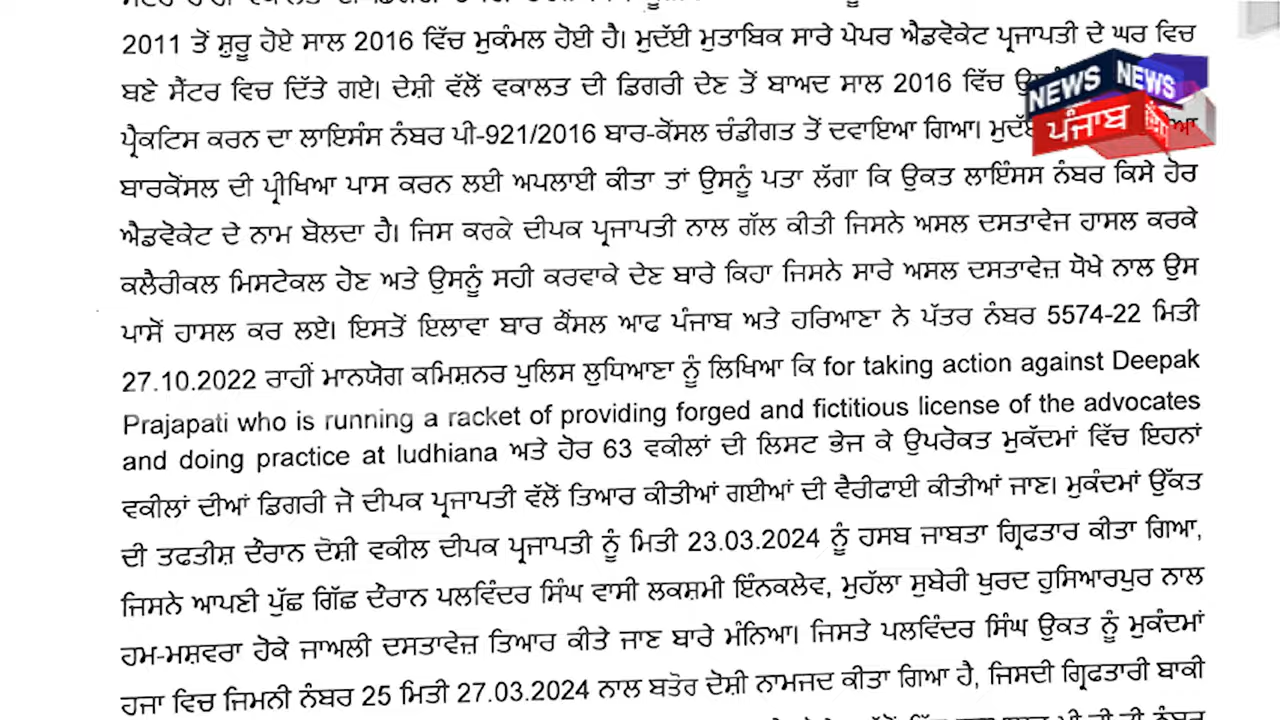 2011 ਤੋਂ ਸ਼ੁਰੂ ਹੋਏ ਸਾਲ 2016 ਵਿੱਚ ਮੁਕੰਮਲ ਹੋਈ ਹੈ। ਮੁਦੱਈ ਮੁਤਾਬਿਕ ਸਾਰੇ ਪੇਪਰ ਐਡਵੋਕੇਟ ਪ੍ਰਜਾਪਤੀ ਦੇ ਘਰ ਵਿਚ
ਬਣੇ ਸੈਂਟਰ ਵਿਚ ਦਿੱਤੇ ਗਏ। ਦੇਸ਼ੀ ਵੱਲੋਂ ਵਕਾਲਤ ਦੀ ਡਿਗਰੀ ਦੇਣ ਤੋਂ ਬਾਅਦ ਸਾਲ 2016 ਵਿੱਚ
NEWS NEWS
ਪੰਜਾਬ
ਪ੍ਰੈਕਟਿਸ ਕਰਨ ਦਾ ਲਾਇਸੰਸ ਨੰਬਰ ਪੀ-921/2016 ਬਾਰ-ਕੋਂਸਲ ਚੰਡੀਗਤ ਤੋਂ ਦਵਾਇਆ ਗਿਆ।
ਬਾਰਕੋਂਸਲ ਦੀ ਪ੍ਰੀਖਿਆ ਪਾਸ ਕਰਨ ਲਈ ਅਪਲਾਈ ਕੀਤਾ ਤਾਂ ਉਸਨੂੰ ਪਤਾ ਲੱਗਾ ਕਿ ਉਕਤ ਲਾਇੰਸਸ ਨੰਬਰ ਕਿਸੇ ਹੋਰ
ਐਡਵੋਕੇਟ ਦੇ ਨਾਮ ਬੋਲਦਾ ਹੈ। ਜਿਸ ਕਰਕੇ ਦੀਪਕ ਪ੍ਰਜਾਪਤੀ ਨਾਲ ਗੱਲ ਕੀਤੀ ਜਿਸਨੇ ਅਸਲ ਦਸਤਾਵੇਜ ਹਾਸਲ ਕਰਕੇ
ਕਲੈਰੀਕਲ ਮਿਸਟੇਕਲ ਹੋਣ ਅਤੇ ਉਸਨੂੰ ਸਹੀ ਕਰਵਾਕੇ ਦੇਣ ਬਾਰੇ ਕਿਹਾ ਜਿਸਨੇ ਸਾਰੇ ਅਸਲ ਦਸਤਾਵੇਜ਼ ਧੋਖੇ ਨਾਲ ਉਸ
ਪਾਸੋਂ ਹਾਸਲ ਕਰ ਲਏ। ਇਸਤੋਂ ਇਲਾਵਾ ਬਾਰ ਕੌਂਸਲ ਆਫ ਪੰਜਾਬ ਅਤੇ ਹਰਿਆਣਾ ਨੇ ਪੱਤਰ ਨੰਬਰ 5574-22 ਮਿਤੀ
27.10.2022 ਰਾਹੀਂ ਮਾਨਯੋਗ ਕਮਿਸ਼ਨਰ ਪੁਲਿਸ ਲੁਧਿਆਣਾ ਨੂੰ ਲਿਖਿਆ ਕਿ for taking action against Deepak
Prajapati who is running a racket of providing forged and fictitious license of the advocates
and doing practice at ludhiana ਅਤੇ ਹੋਰ 63 ਵਕੀਲਾਂ ਦੀ ਲਿਸਟ ਭੇਜ ਕੇ ਉਪਰੋਕਤ ਮੁਕੱਦਮਾਂ ਵਿੱਚ ਇਹਨਾਂ
ਵਕੀਲਾਂ ਦੀਆਂ ਡਿਗਰੀ ਜੋ ਦੀਪਕ ਪ੍ਰਜਾਪਤੀ ਵੱਲੋਂ ਤਿਆਰ ਕੀਤੀਆਂ ਗਈਆਂ ਦੀ ਵੈਰੀਫਾਈ ਕੀਤੀਆਂ ਜਾਣ। ਮੁਕੰਦਮਾਂ ਉੱਕਤ
ਦੀ ਤਫਤੀਸ਼ ਦੌਰਾਨ ਦੋਸ਼ੀ ਵਕੀਲ ਦੀਪਕ ਪ੍ਰਜਾਪਤੀ ਨੂੰ ਮਿਤੀ 23.03.2024 ਨੂੰ ਹਸਬ ਜਾਬਤਾ ਗ੍ਰਿਫਤਾਰ ਕੀਤਾ ਗਿਆ,
ਜਿਸਨੇ ਆਪਣੀ ਪੁੱਛ ਗਿੱਛ ਦੌਰਾਨ ਪਲਵਿੰਦਰ ਸਿੰਘ ਵਾਸੀ ਲਕਸ਼ਮੀ ਇੰਨਕਲੇਵ, ਮੁਹੱਲਾ ਸੁਬੇਰੀ ਖੁਰਦ ਹੁਸਿਆਰਪੁਰ ਨਾਲ
ਹਮ-ਮਸ਼ਵਰਾ ਹੋਕੇ ਜਾਅਲੀ ਦਸਤਾਵੇਜ਼ ਤਿਆਰ ਕੀਤੇ ਜਾਣ ਬਾਰੇ ਮੰਨਿਆ। ਜਿਸਤੇ ਪਲਵਿੰਦਰ ਸਿੰਘ ਉਕਤ ਨੂੰ ਮੁਕੰਦਮਾਂ
ਹਜਾ ਵਿਚ ਜਿਮਨੀ ਨੰਬਰ 25 ਮਿਤੀ 27.03.2024 ਨਾਲ ਬਤੋਰ ਦੋਸ਼ੀ ਨਾਮਜਦ ਕੀਤਾ ਗਿਆ ਹੈ, ਜਿਸਦੀ ਗ੍ਰਿਫਤਾਰੀ ਬਾਕੀ